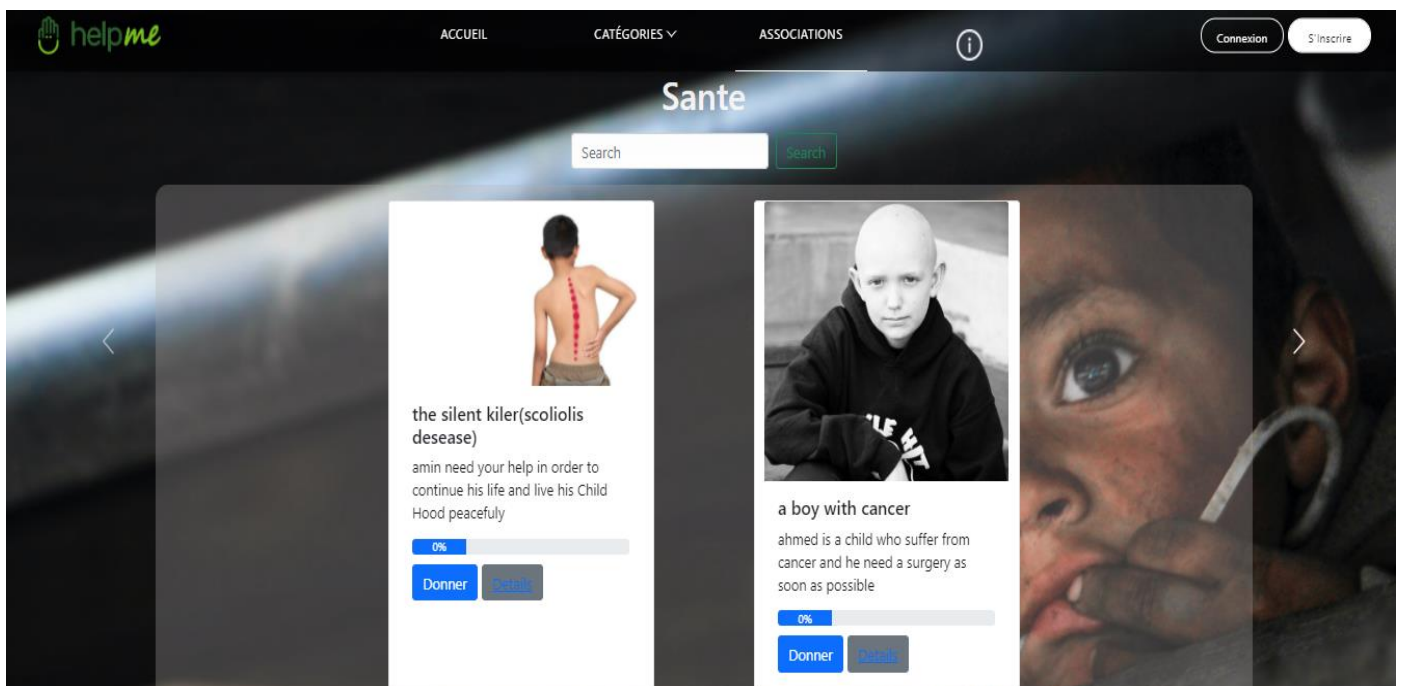 helpme
ACCUEIL
CATÉGORIES
ASSOCIATIONS
Connexion
S'Inscrire
Sante
Search
Search
the silent kiler(scoliolis
desease)
amin need your help in order to
continue his life and live his Child
Hood peacefuly
0%
Donner
Details
a boy with cancer
ahmed is a child who suffer from
cancer and he need a surgery as
soon as possible
0%
Donner
Details